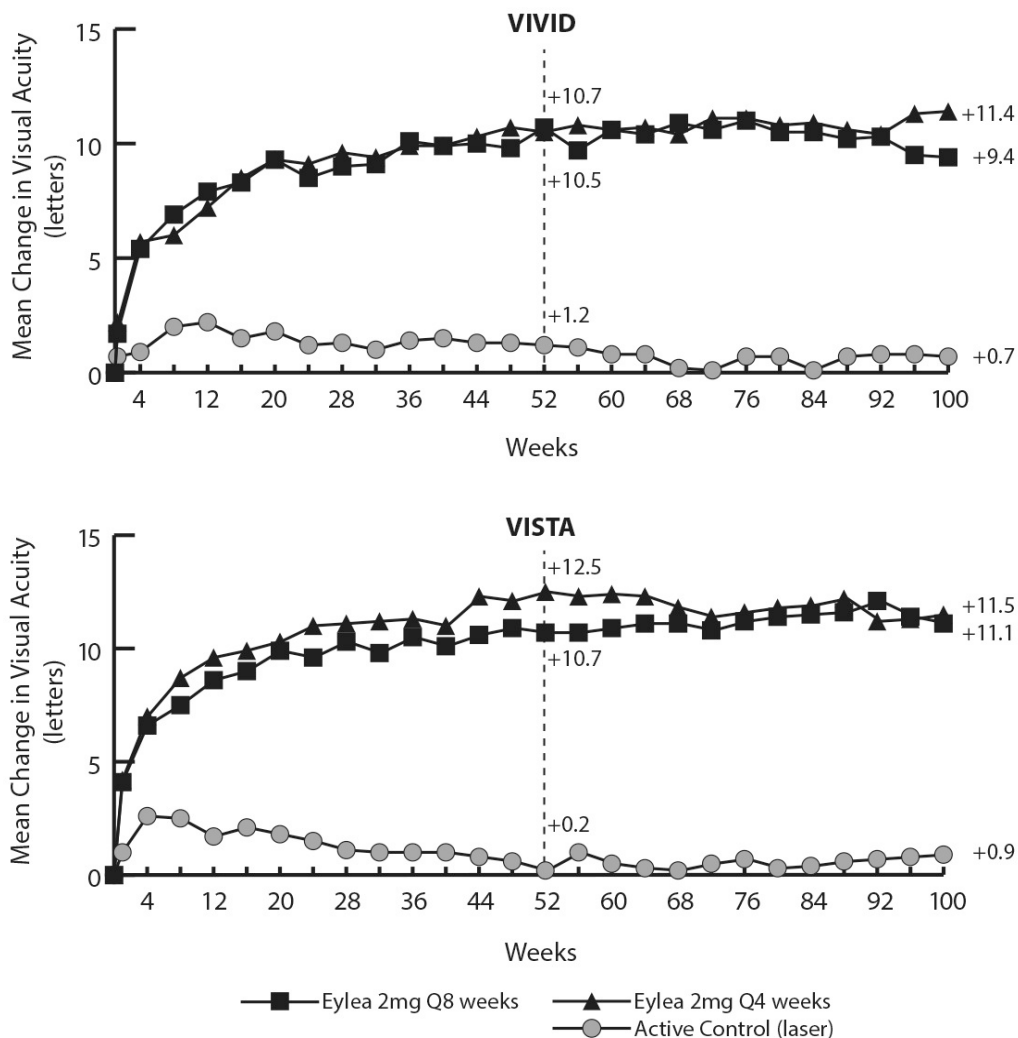 VIVID
Mean Change in Visual Acuity
(letters)
15
10
5
0
+10.7
+10.5
+1.2
+11.4
+9.4
+0.7
4 12 20 28 36 44 52 60 68 76 84 92 100
Weeks
VISTA
Mean Change in Visual Acuity
(letters)
15
10
5
0
+12.5
+10.7
+0.2
+11.5
+11.1
+0.9
4 12 20 28 36 44 52 60 68 76 84 92 100
Weeks
Eylea 2mg Q8 weeks
Eylea 2mg Q4 weeks
Active Control (laser)